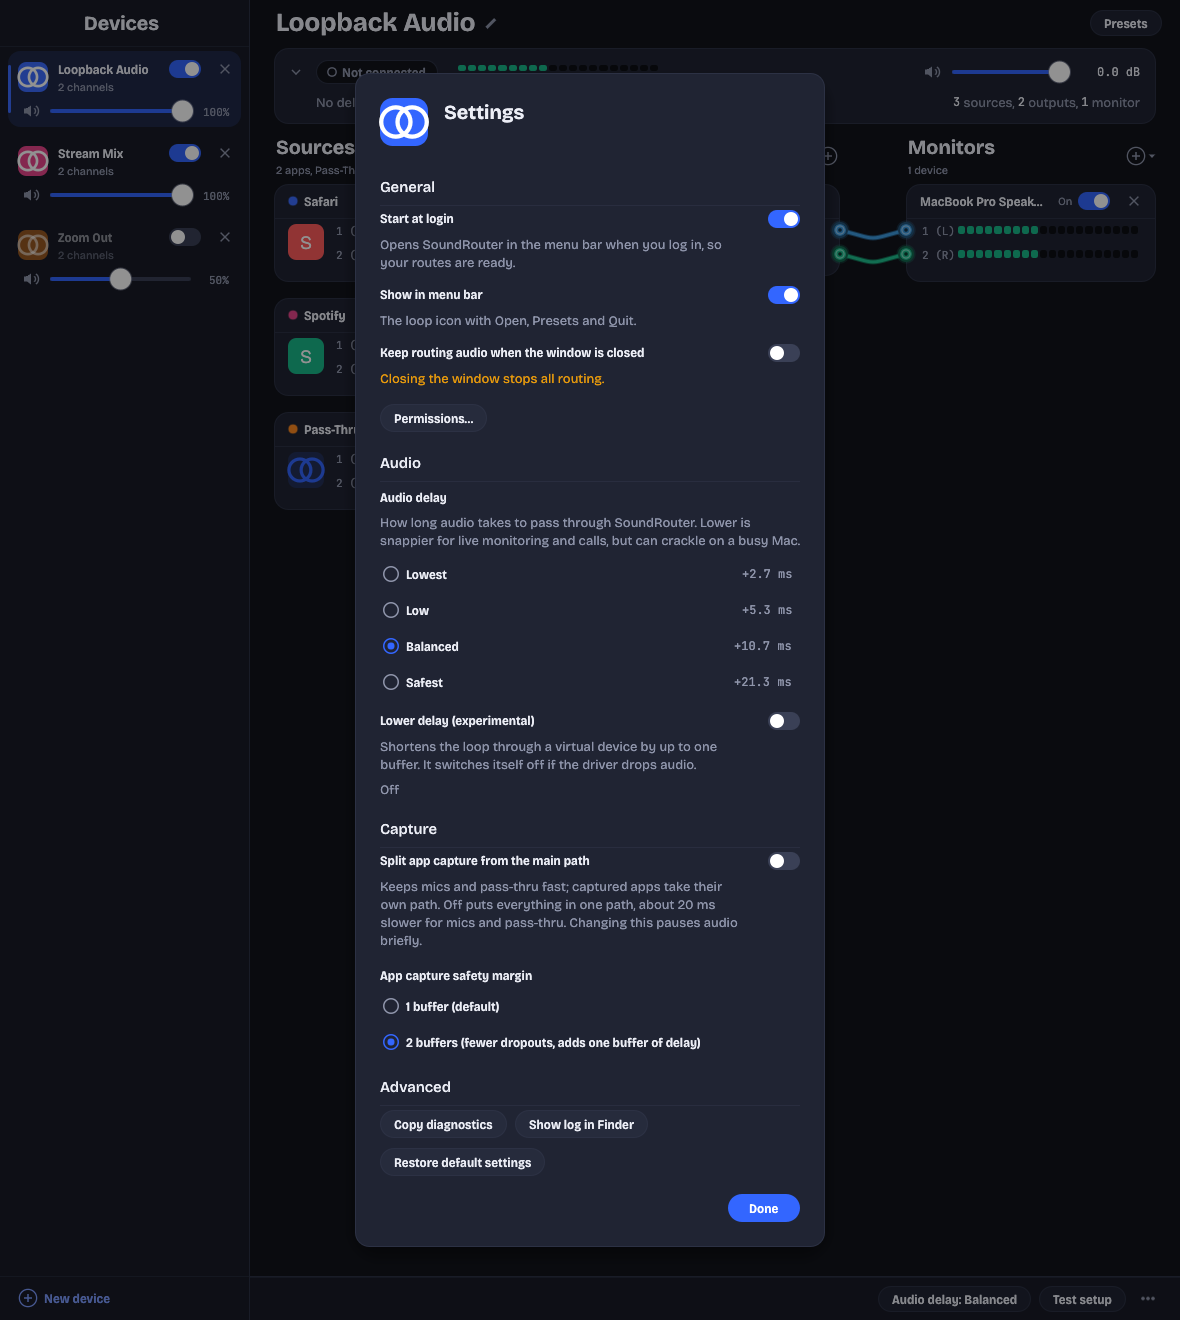 Devices
Loopback Audio
2 channels
100%
Stream Mix
2 channels
100%
Zoom Out
2 channels
50%
New device
Loopback Audio
Presets
Not connected
0.0 dB
No del
3 sources, 2 outputs, 1 monitor
Sources
2 apps, Pass-Th
Safari
S
1 (
2 (
Spotify
S
1 (
2 (
Pass-Thr
1 (
2 (
Monitors
1 device
MacBook Pro Speak...
On
1 (L)
2 (R)
Settings
General
Start at login
Opens SoundRouter in the menu bar when you log in, so
your routes are ready.
Show in menu bar
The loop icon with Open, Presets and Quit.
Keep routing audio when the window is closed
Closing the window stops all routing.
Permissions...
Audio
Audio delay
How long audio takes to pass through SoundRouter. Lower is
snappier for live monitoring and calls, but can crackle on a busy Mac.
Lowest +2.7 ms
Low +5.3 ms
Balanced +10.7 ms
Safest +21.3 ms
Lower delay (experimental)
Shortens the loop through a virtual device by up to one
buffer. It switches itself off if the driver drops audio.
Off
Capture
Split app capture from the main path
Keeps mics and pass-thru fast; captured apps take their
own path. Off puts everything in one path, about 20 ms
slower for mics and pass-thru. Changing this pauses audio
briefly.
App capture safety margin
1 buffer (default)
2 buffers (fewer dropouts, adds one buffer of delay)
Advanced
Copy diagnostics
Show log in Finder
Restore default settings
Done
Audio delay: Balanced
Test setup